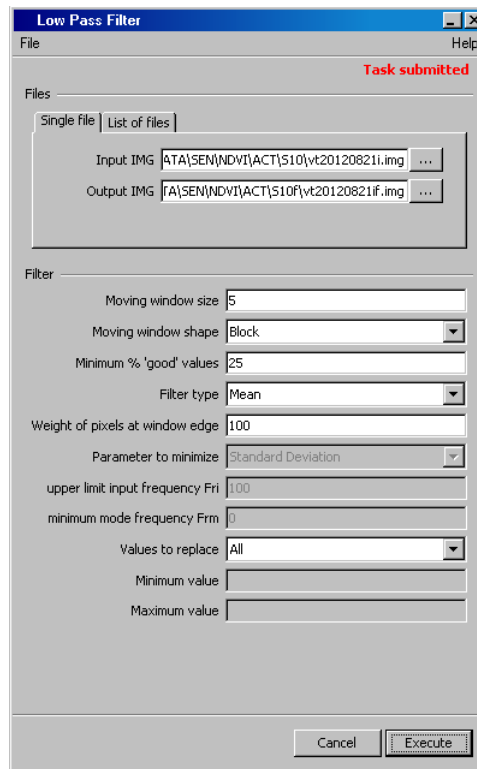 Low Pass Filter
File Help
Task submitted
Files
Single file List of files
Input IMG ATA\SEN\NDVI\ACT\S10\vt20120821i.img ...
Output IMG TA\SEN\NDVI\ACT\S10f\vt20120821if.img ...
Filter
Moving window size 5
Moving window shape Block
Minimum % 'good' values 25
Filter type Mean
Weight of pixels at window edge 100
Parameter to minimize Standard Deviation
upper limit input frequency Fri 100
minimum mode frequency Frm 0
Values to replace All
Minimum value
Maximum value
Cancel Execute